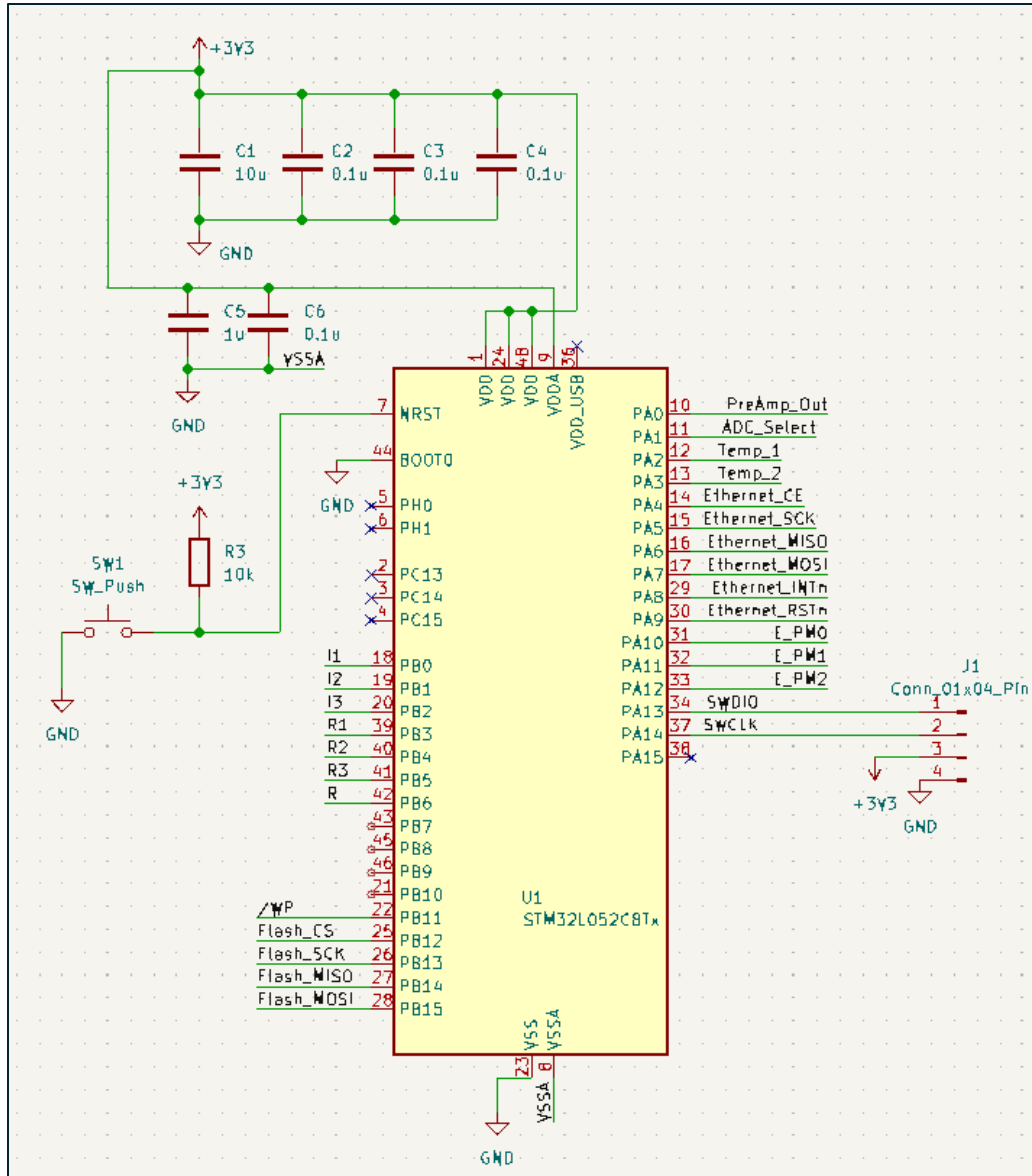 +3V3
C1
10u
C2
0.1u
C3
0.1u
C4
0.1u
GND
C5
1u
C6
0.1u
VSSA
GND
1
24
48
9
36
VDD
VDD
VDD
VDDA
VDD_USB
7 NRST
44 BOOT0
GND
5 PH0
6 PH1
2 PC13
3 PC14
4 PC15
+3V3
R3
10k
SW1
SW_Push
GND
I1 18 PB0
I2 19 PB1
I3 20 PB2
R1 39 PB3
R2 40 PB4
R3 41 PB5
R 42 PB6
43 PB7
45 PB8
46 PB9
21 PB10
/WP 22 PB11
Flash_CS 25 PB12
Flash_SCK 26 PB13
Flash_MISO 27 PB14
Flash_MOSI 28 PB15
PA0 10 PreAmp_Out
PA1 11 ADC_Select
PA2 12 Temp_1
PA3 13 Temp_2
PA4 14 Ethernet_CE
PA5 15 Ethernet_SCK
PA6 16 Ethernet_MISO
PA7 17 Ethernet_MOSI
PA8 29 Ethernet_INTn
PA9 30 Ethernet_RSTn
PA10 31 E_PM0
PA11 32 E_PM1
PA12 33 E_PM2
PA13 34 SWDIO
PA14 37 SWCLK
PA15 38
J1
Conn_01x04_Pin
1
2
3
4
+3V3
GND
U1
STM32L052C8Tx
VSS
VSSA
23
8
VSSA
GND